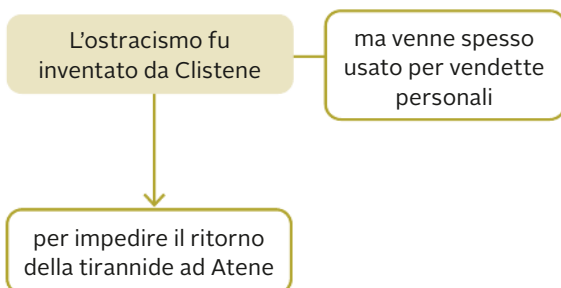 L'ostracismo fu
inventato da Clistene
ma venne spesso
usato per vendette
personali
per impedire il ritorno
della tirannide ad Atene